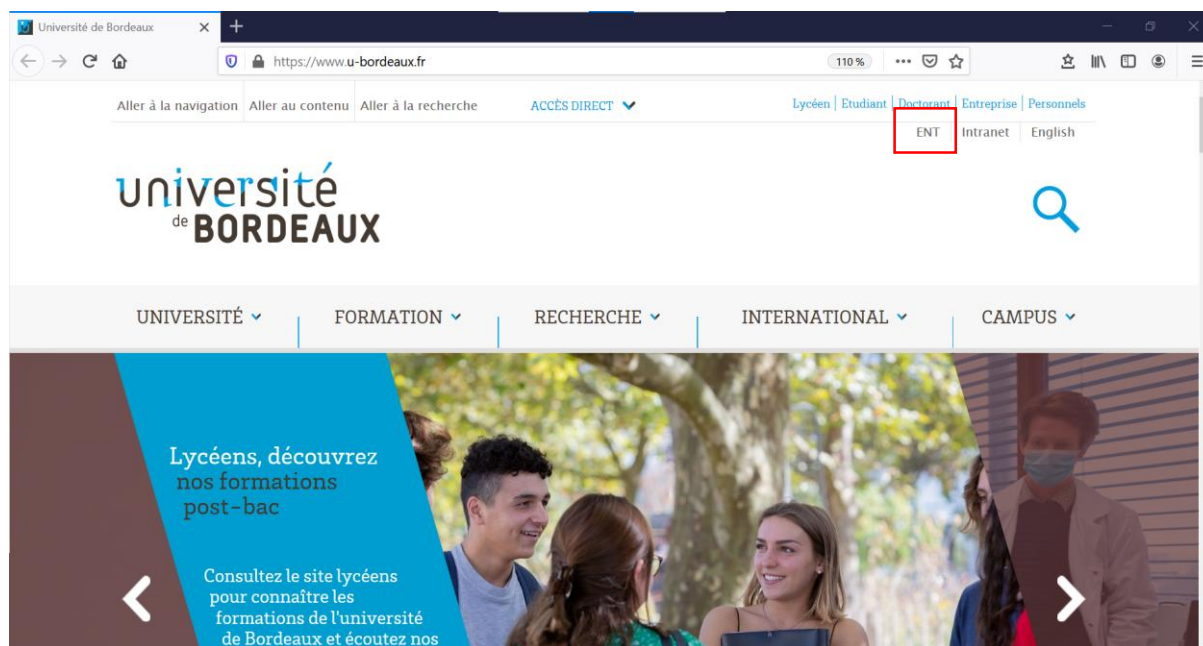 Université de Bordeaux
https://www.u-bordeaux.fr 110 %
Aller à la navigation Aller au contenu Aller à la recherche ACCÈS DIRECT Lycéen Etudiant Doctorant Entreprise Personnels
ENT Intranet English
université
de BORDEAUX
UNIVERSITÉ FORMATION RECHERCHE INTERNATIONAL CAMPUS
Lycéens, découvrez
nos formations
post-bac
Consultez le site lycéens
pour connaître les
formations de l'université
de Bordeaux et écoutez nos